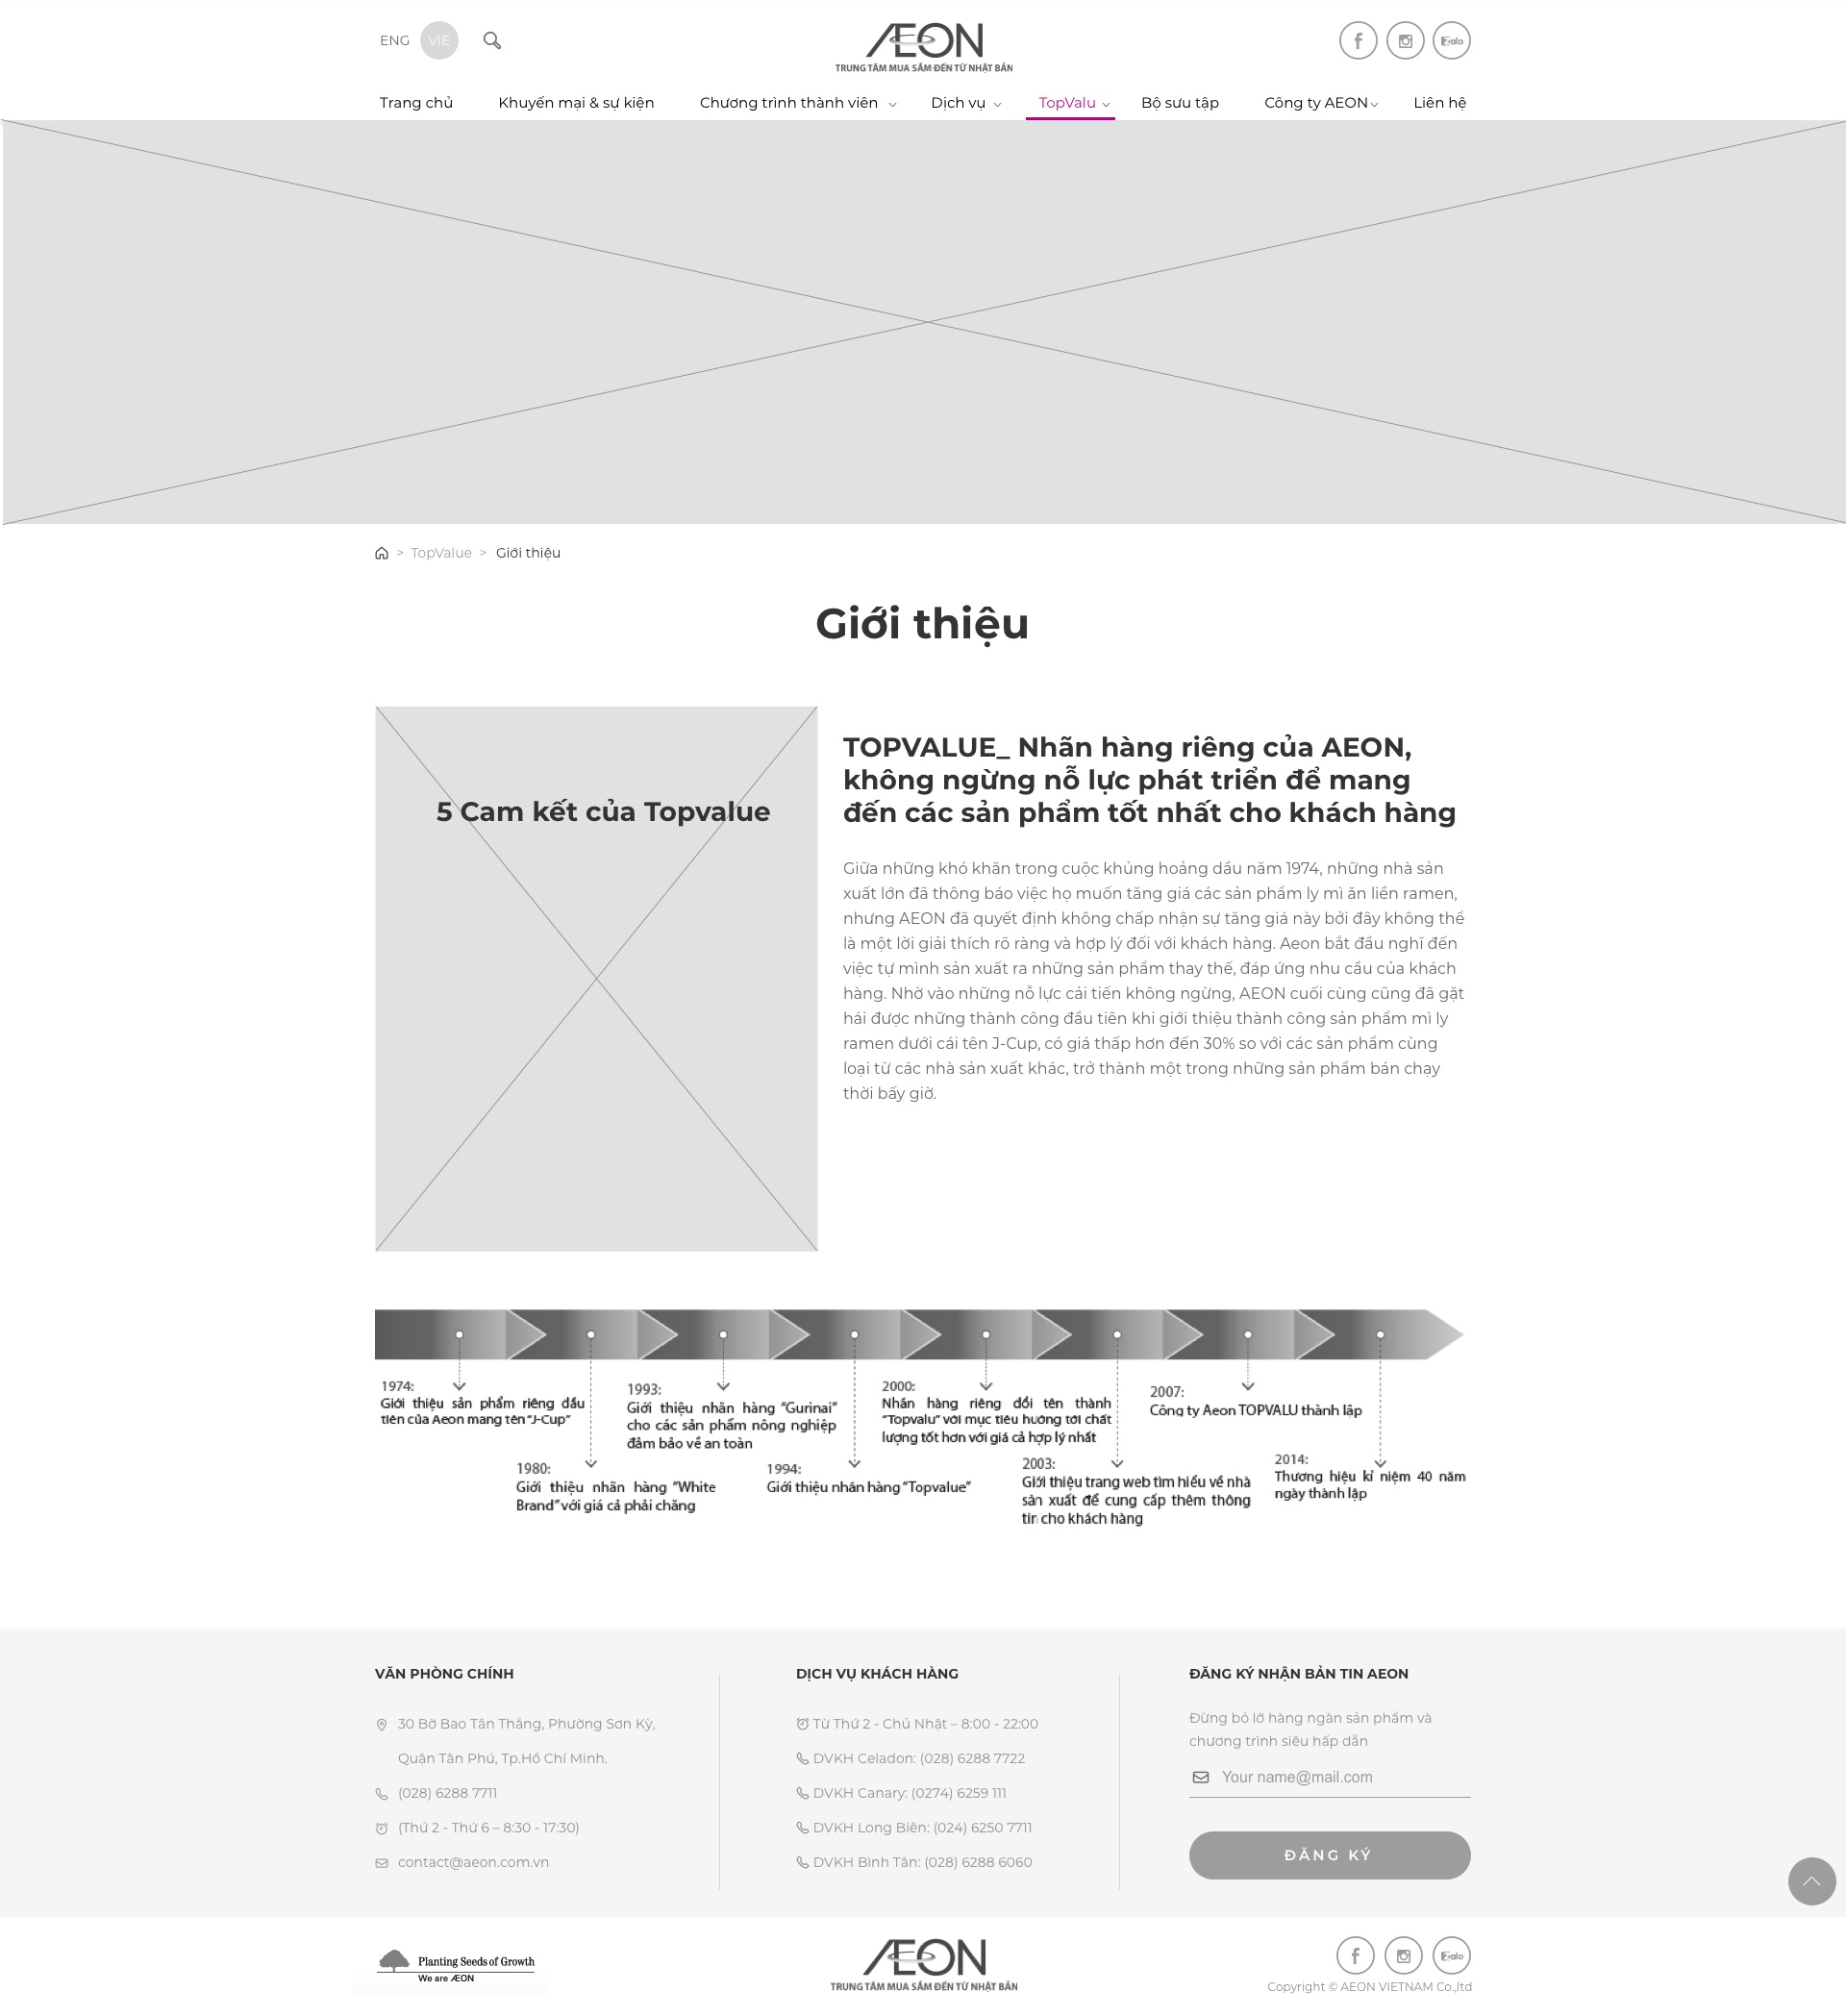 ENG VIE
ÆON
TRUNG TÂM MUA SẮM ĐẾN TỪ NHẬT BẢN
Zalo
Trang chủ Khuyến mại & sự kiện Chương trình thành viên Dịch vụ TopValu Bộ sưu tập Công ty AEON Liên hệ
> TopValue > Giới thiệu
Giới thiệu
5 Cam kết của Topvalue
TOPVALUE_ Nhãn hàng riêng của AEON,
không ngừng nỗ lực phát triển để mang
đến các sản phẩm tốt nhất cho khách hàng
Giữa những khó khăn trong cuộc khủng hoảng dầu năm 1974, những nhà sản
xuất lớn đã thông báo việc họ muốn tăng giá các sản phẩm ly mì ăn liền ramen,
nhưng AEON đã quyết định không chấp nhận sự tăng giá này bởi đây không thể
là một lời giải thích rõ ràng và hợp lý đối với khách hàng. Aeon bắt đầu nghĩ đến
việc tự mình sản xuất ra những sản phẩm thay thế, đáp ứng nhu cầu của khách
hàng. Nhờ vào những nỗ lực cải tiến không ngừng, AEON cuối cùng cũng đã gặt
hái được những thành công đầu tiên khi giới thiệu thành công sản phẩm mì ly
ramen dưới cái tên J-Cup, có giá thấp hơn đến 30% so với các sản phẩm cùng
loại từ các nhà sản xuất khác, trở thành một trong những sản phẩm bán chạy
thời bấy giờ.
1974:
Giới thiệu sản phẩm riêng đầu
tiên của Aeon mang tên “J-Cup”
1980:
Giới thiệu nhãn hàng “White
Brand” với giá cả phải chăng
1993:
Giới thiệu nhãn hàng “Gurinai”
cho các sản phẩm nông nghiệp
đảm bảo về an toàn
1994:
Giới thiệu nhãn hàng “Topvalue”
2000:
Nhãn hàng riêng đổi tên thành
“Topvalu” với mục tiêu hướng tới chất
lượng tốt hơn với giá cả hợp lý nhất
2003:
Giới thiệu trang web tìm hiểu về nhà
sản xuất để cung cấp thêm thông
tin cho khách hàng
2007:
Công ty Aeon TOPVALU thành lập
2014:
Thương hiệu kỉ niệm 40 năm
ngày thành lập
VĂN PHÒNG CHÍNH
30 Bờ Bao Tân Thắng, Phường Sơn Kỳ,
Quận Tân Phú, Tp.Hồ Chí Minh.
(028) 6288 7711
(Thứ 2 - Thứ 6 – 8:30 - 17:30)
contact@aeon.com.vn
DỊCH VỤ KHÁCH HÀNG
Từ Thứ 2 - Chủ Nhật – 8:00 - 22:00
DVKH Celadon: (028) 6288 7722
DVKH Canary: (0274) 6259 111
DVKH Long Biên: (024) 6250 7711
DVKH Bình Tân: (028) 6288 6060
ĐĂNG KÝ NHẬN BẢN TIN AEON
Đừng bỏ lỡ hàng ngàn sản phẩm và
chương trình siêu hấp dẫn
Your name@mail.com
ĐĂNG KÝ
Planting Seeds of Growth
We are ÆON
ÆON
TRUNG TÂM MUA SẮM ĐẾN TỪ NHẬT BẢN
Zalo
Copyright © AEON VIETNAM Co.,ltd